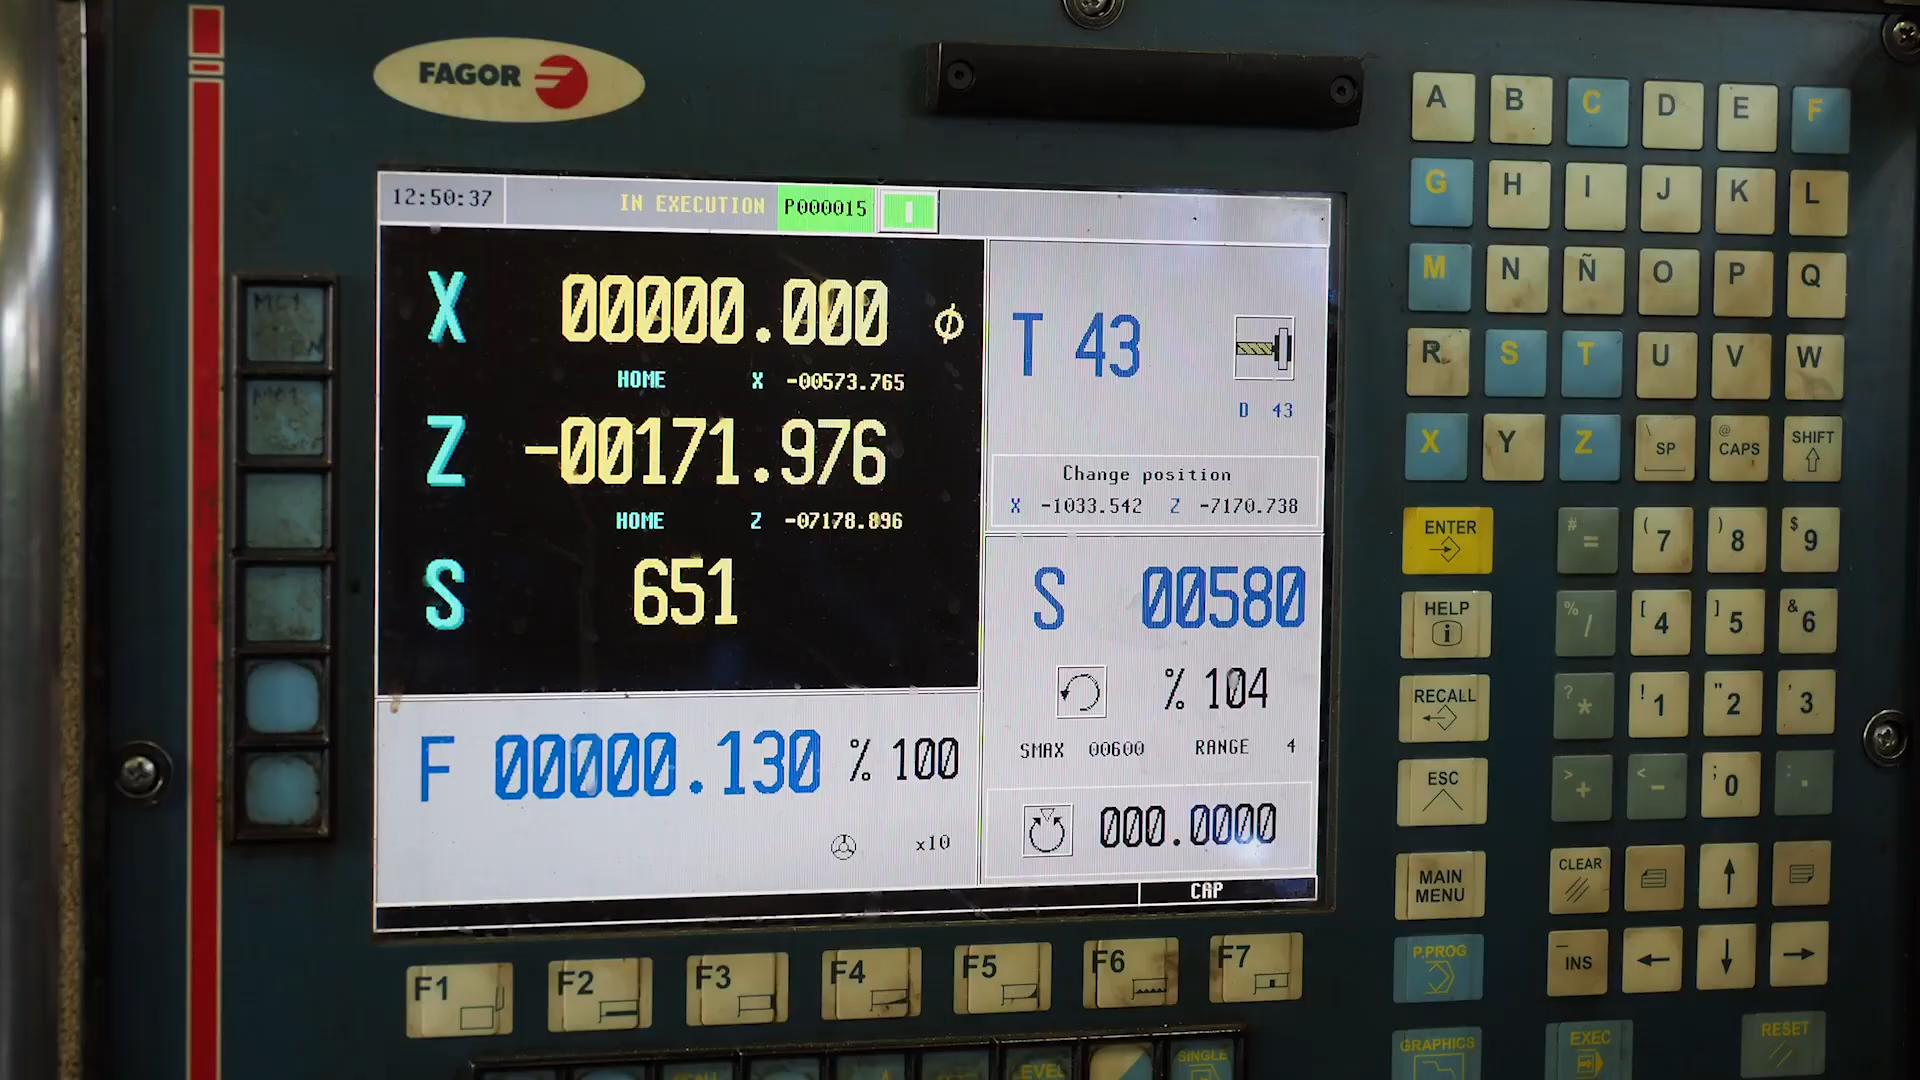 FAGOR
12:50:37 IN EXECUTION P000015
X 00000.000 ϕ
HOME X -00573.765
Z -00171.976
HOME Z -07178.896
S 651
F 00000.130 % 100
x10
T 43
D 43
Change position
X -1033.542 Z -7170.738
S 00580
% 104
SMAX 00600 RANGE 4
000.0000
CAP
F1 F2 F3 F4 F5 F6 F7
A B C D E F
G H I J K L
M N Ñ O P Q
R S T U V W
X Y Z \ SP @ CAPS SHIFT
ENTER # = ( 7 ) 8 $ 9
HELP i % / [ 4 ] 5 & 6
RECALL ? * ! 1 " 2 ' 3
ESC > + < - ; 0 : .
MAIN MENU CLEAR
INS
P.PROG
GRAPHICS EXEC RESET
SINGLE